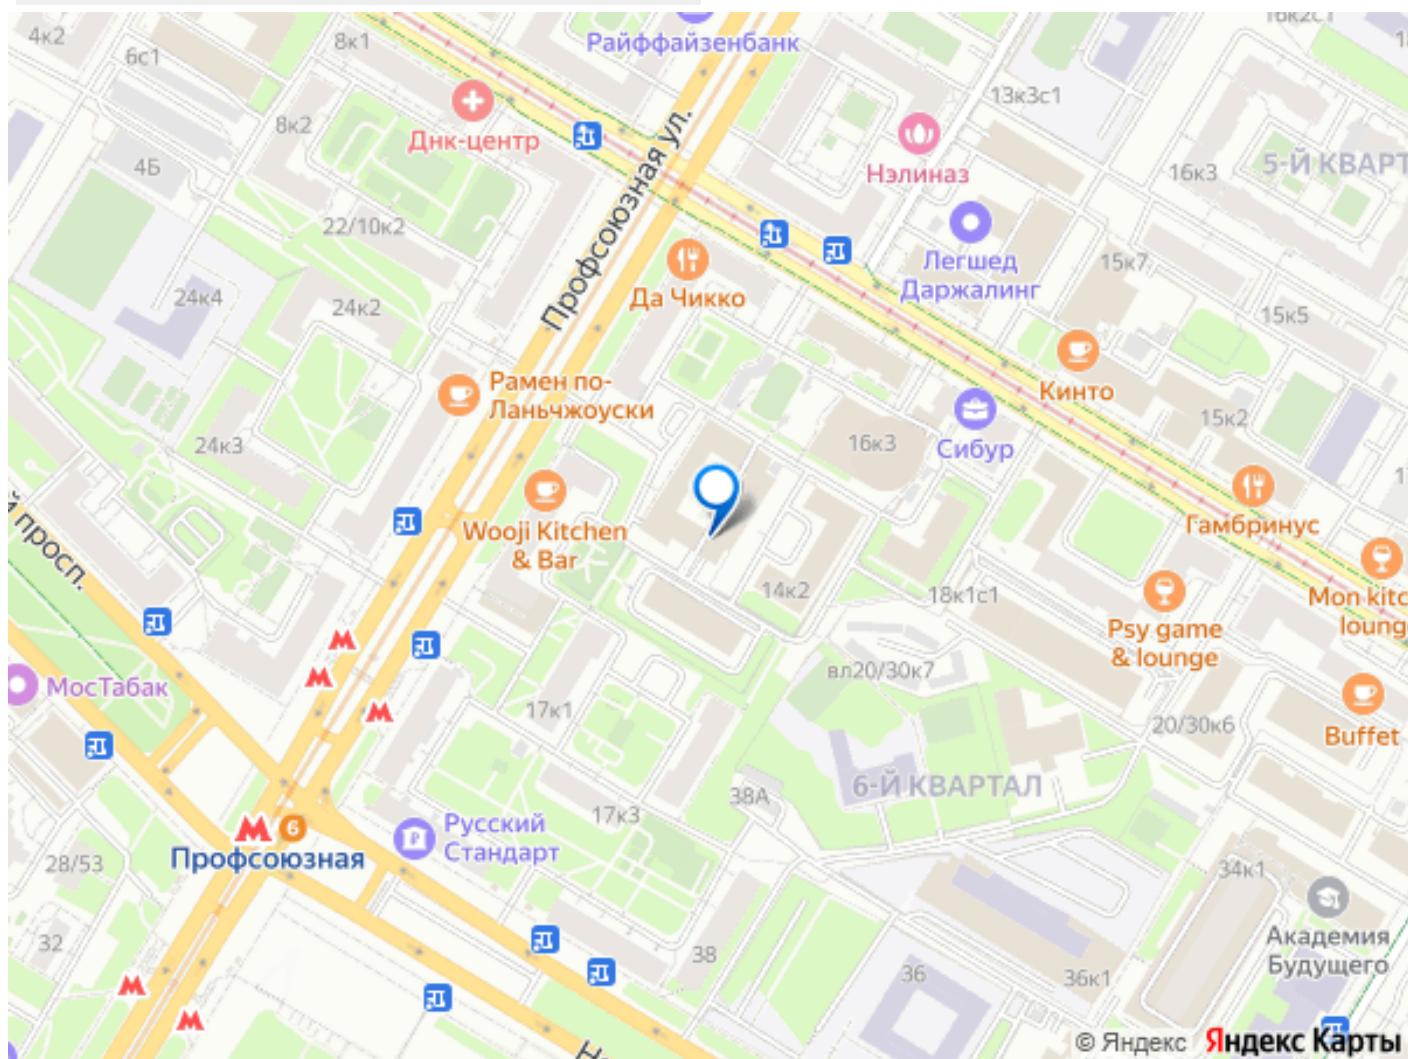 4к2
8к1
Райффайзенбанк
16к2с1
6с1
13к3с1
8к2
Днк-центр
Профсоюзная ул.
Нэлиназ
5-Й КВАРТ
4Б
16к3
22/10к2
Легшед
Даржалинг
15к7
24к4
24к2
Да Чикко
15к5
Рамен по-
Ланьчжоуски
Кинто
24к3
16к3
Сибур
15к2
Wooji Kitchen
& Bar
Гамбринус
й просп.
14к2
18к1с1
Mon kitc
loung
Psy game
& lounge
МосТабак
вл20/30к7
17к1
20/30к6
Buffet
6-Й КВАРТАЛ
38А
17к3
Русский
Стандарт
6
Профсоюзная
28/53
34к1
Академия
Будущего
32
38
36
36к1
© Яндекс Яндекс Карты